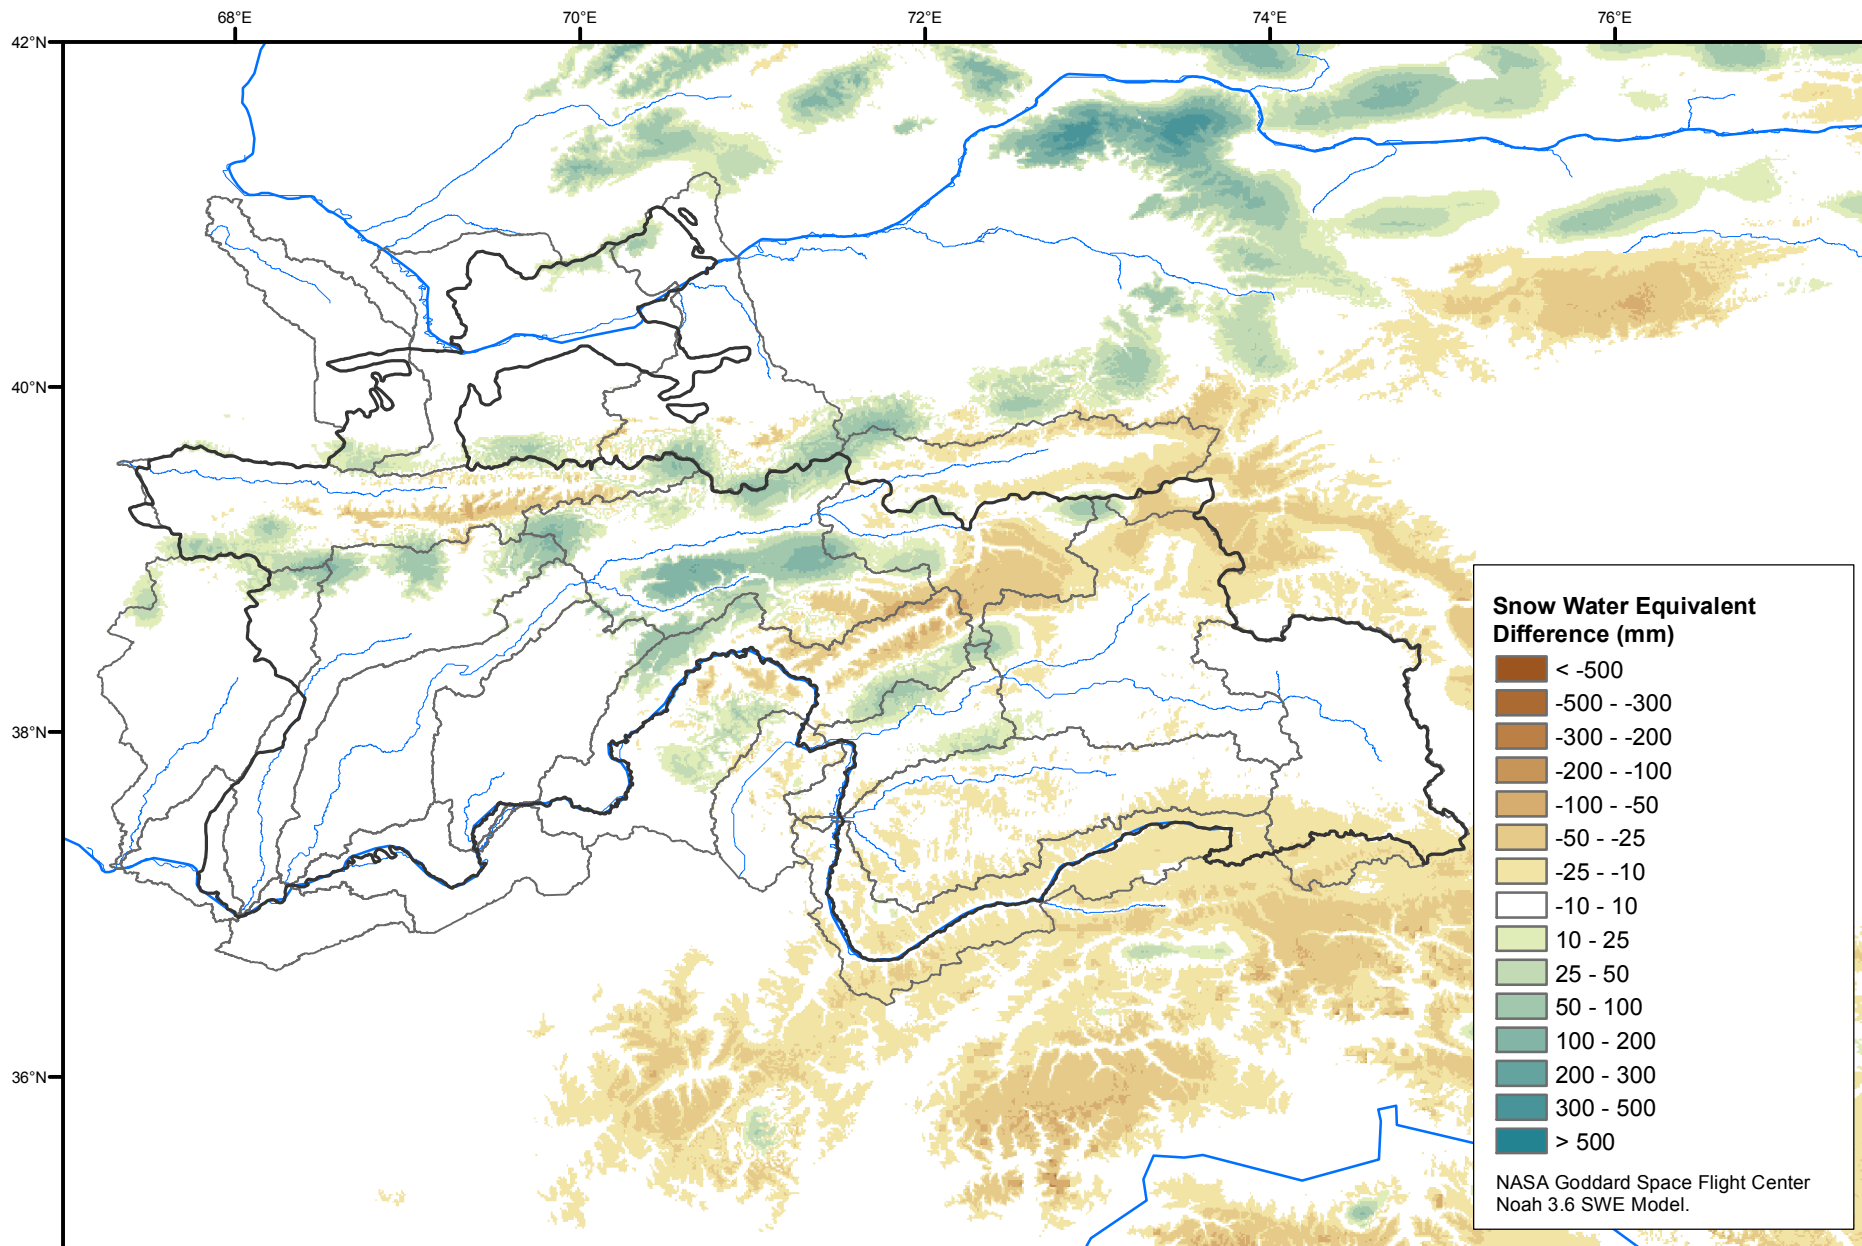 68°E
70°E
72°E
74°E
76°E
42°N
40°N
38°N
36°N
Snow Water Equivalent
Difference (mm)
< -500
-500 - -300
-300 - -200
-200 - -100
-100 - -50
-50 - -25
-25 - -10
-10 - 10
10 - 25
25 - 50
50 - 100
100 - 200
200 - 300
300 - 500
> 500
NASA Goddard Space Flight Center
Noah 3.6 SWE Model.